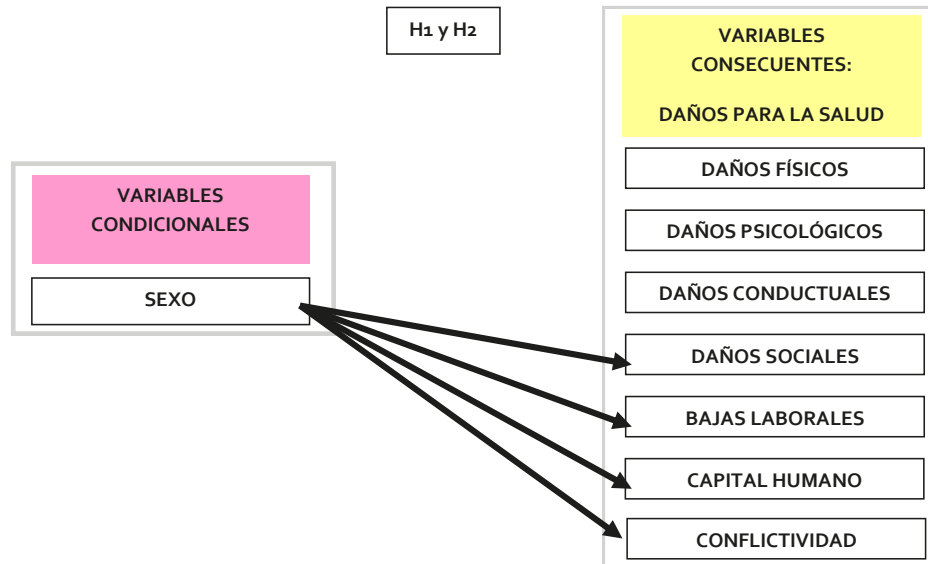 H1 y H2
VARIABLES
CONSECUENTES:
DAÑOS PARA LA SALUD
DAÑOS FÍSICOS
VARIABLES
CONDICIONALES
DAÑOS PSICOLÓGICOS
SEXO
DAÑOS CONDUCTUALES
DAÑOS SOCIALES
BAJAS LABORALES
CAPITAL HUMANO
CONFLICTIVIDAD